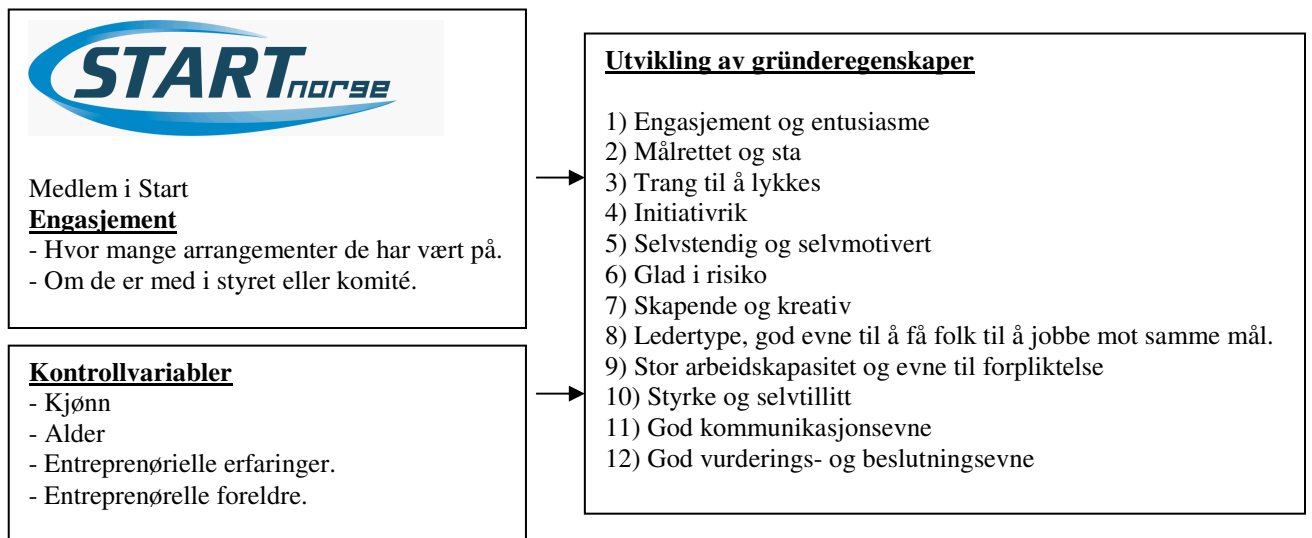 START norge
Medlem i Start
Engasjement
- Hvor mange arrangementer de har vært på.
- Om de er med i styret eller komité.
Kontrollvariabler
- Kjønn
- Alder
- Entreprenørielle erfaringer.
- Entreprenørelle foreldre.
Utvikling av gründeregenskaper
1) Engasjement og entusiasme
2) Målrettet og sta
3) Trang til å lykkes
4) Initiativrik
5) Selvstendig og selvmotivert
6) Glad i risiko
7) Skapende og kreativ
8) Ledertype, god evne til å få folk til å jobbe mot samme mål.
9) Stor arbeidskapasitet og evne til forpliktelse
10) Styrke og selvtillitt
11) God kommunikasjonsevne
12) God vurderings- og beslutningsevne